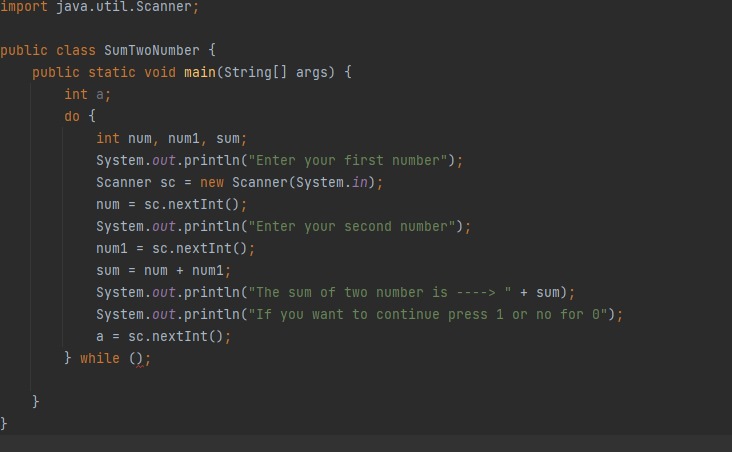 import java.util.Scanner;
public class SumTwoNumber {
public static void main(String[] args) {
int a;
do {
int num, num1, sum;
System.out.println("Enter your first number");
Scanner sc = new Scanner(System.in);
num = sc.nextInt();
System.out.println("Enter your second number");
num1 = sc.nextInt();
sum = num + num1;
System.out.println("The sum of two number is ----> " + sum);
System.out.println("If you want to continue press 1 or no for 0");
a = sc.nextInt();
} while ();
}
}